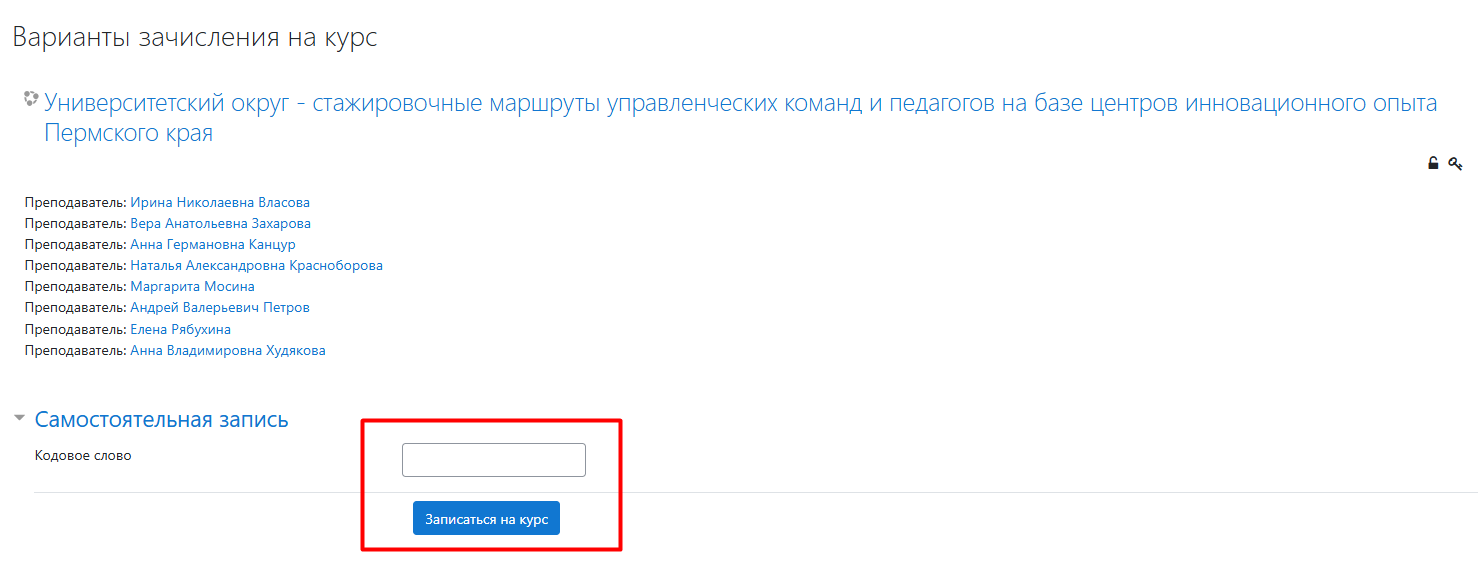 Варианты зачисления на курс
Университетский округ - стажировочные маршруты управленческих команд и педагогов на базе центров инновационного опыта
Пермского края
Преподаватель: Ирина Николаевна Власова
Преподаватель: Вера Анатольевна Захарова
Преподаватель: Анна Германовна Канцур
Преподаватель: Наталья Александровна Красноборова
Преподаватель: Маргарита Мосина
Преподаватель: Андрей Валерьевич Петров
Преподаватель: Елена Рябухина
Преподаватель: Анна Владимировна Худякова
Самостоятельная запись
Кодовое слово
Записаться на курс